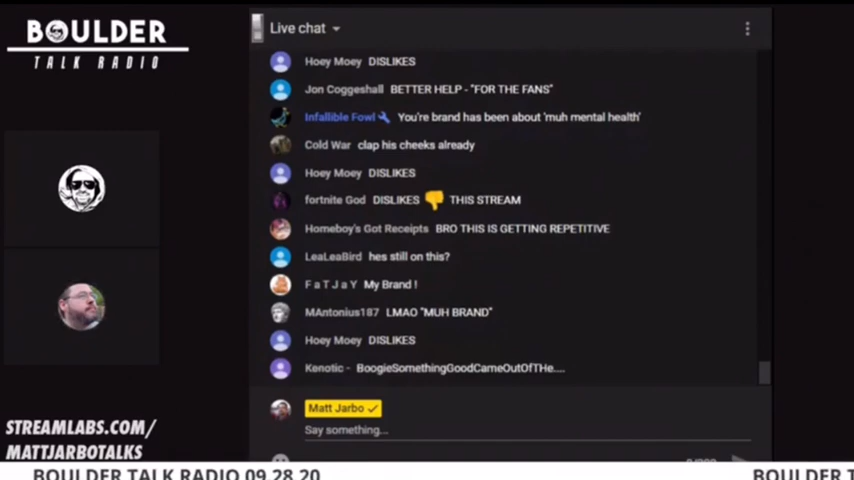 BOULDER
TALK RADIO
Live chat
Hoey Moey DISLIKES
Jon Coggeshall BETTER HELP - "FOR THE FANS"
Infallible Fowl You're brand has been about 'muh mental health'
Cold War clap his cheeks already
Hoey Moey DISLIKES
fortnite God DISLIKES 👎 THIS STREAM
Homeboy's Got Receipts BRO THIS IS GETTING REPETITIVE
LeaLeaBird hes still on this?
F a T J a Y My Brand !
MAntonius187 LMAO "MUH BRAND"
Hoey Moey DISLIKES
Kenotic - BoogieSomethingGoodCameOutOfTHe....
Matt Jarbo
Say something...
STREAMLABS.COM/
MATTJARBOTALKS
BOULDER TALK RADIO 09.28.20
BOULDER T